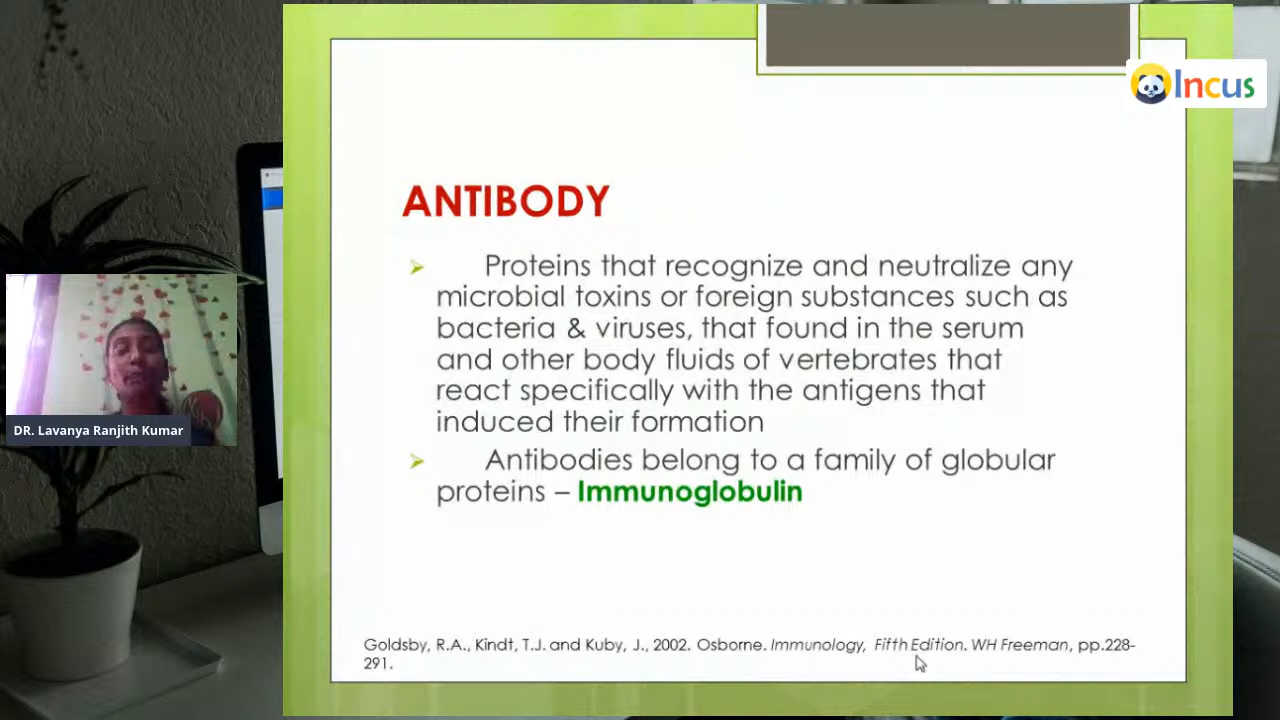 Incus
ANTIBODY
➢ Proteins that recognize and neutralize any
microbial toxins or foreign substances such as
bacteria & viruses, that found in the serum
and other body fluids of vertebrates that
react specifically with the antigens that
induced their formation
➢ Antibodies belong to a family of globular
proteins – Immunoglobulin
DR. Lavanya Ranjith Kumar
Goldsby, R.A., Kindt, T.J. and Kuby, J., 2002. Osborne. Immunology, Fifth Edition. WH Freeman, pp.228-
291.